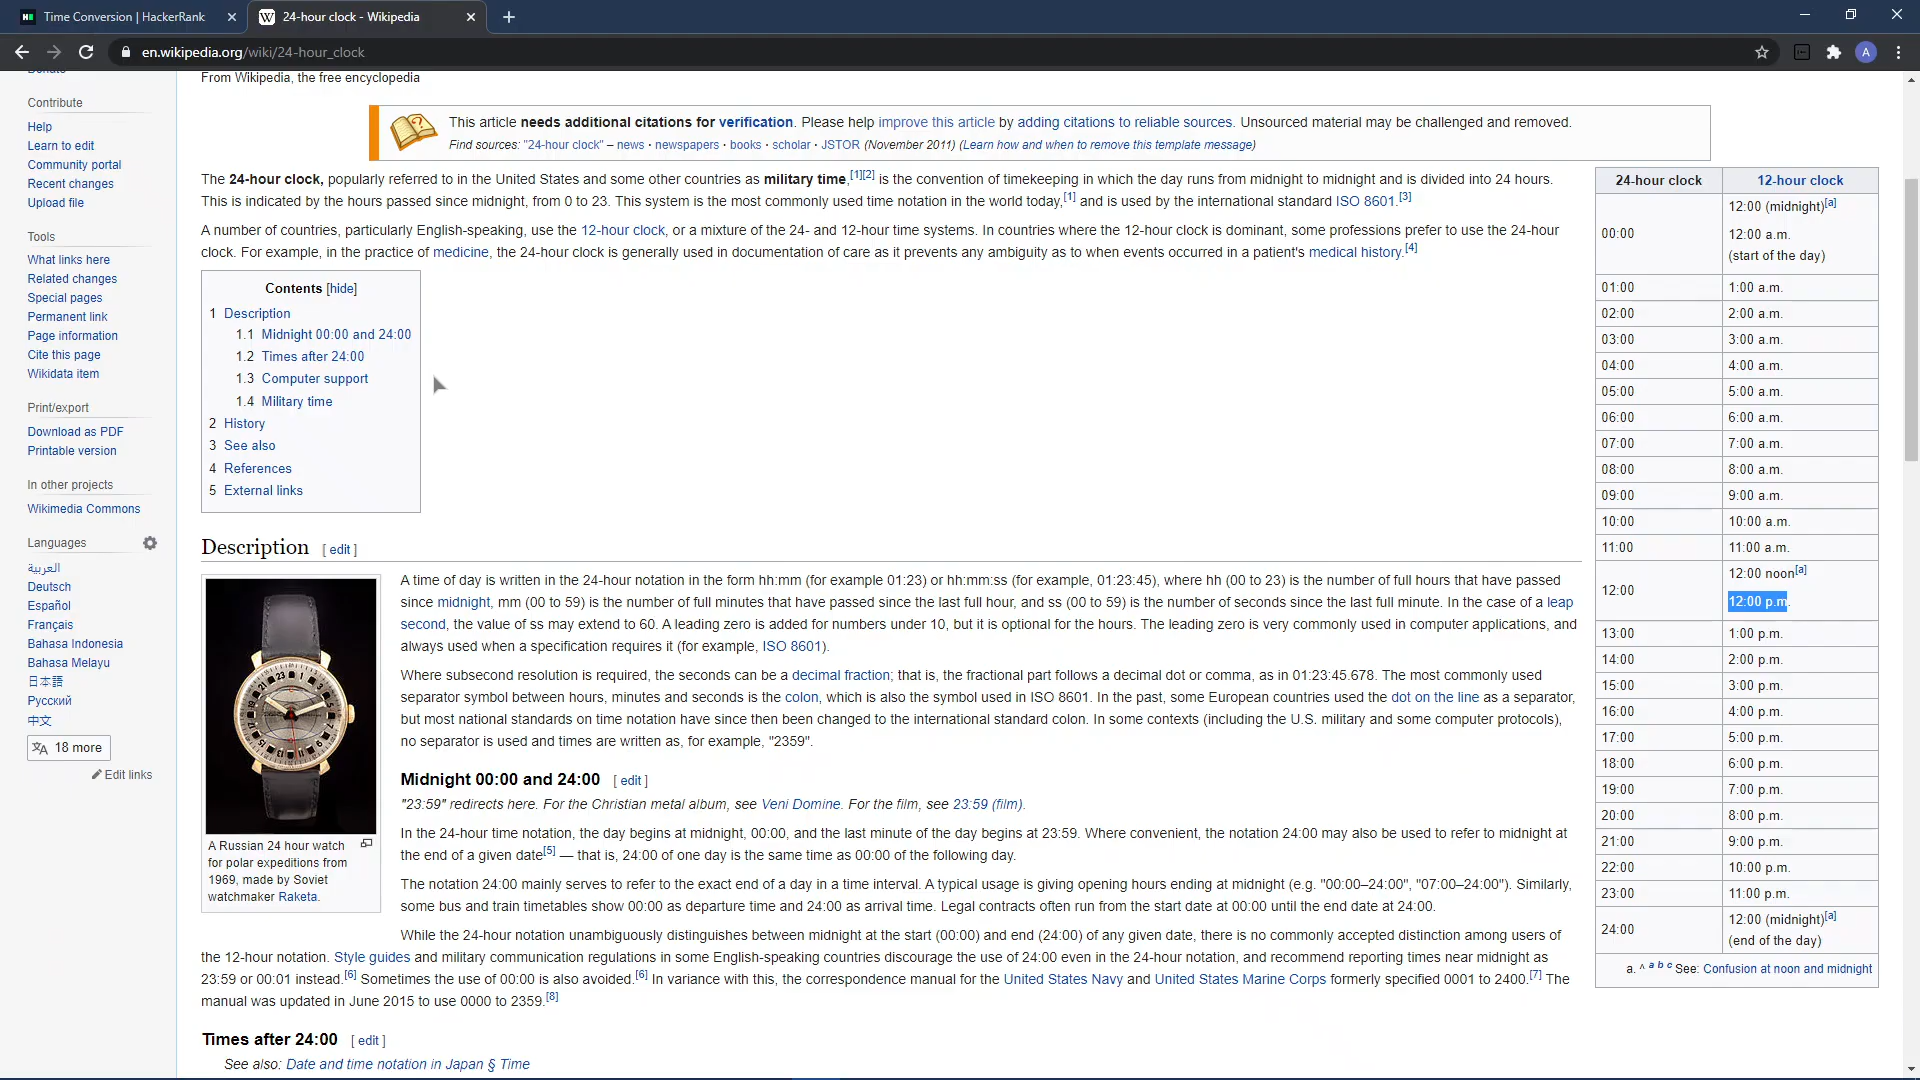 Time Conversion | HackerRank
24-hour clock - Wikipedia
en.wikipedia.org/wiki/24-hour_clock
A
Donate
Contribute
Help
Learn to edit
Community portal
Recent changes
Upload file
Tools
What links here
Related changes
Special pages
Permanent link
Page information
Cite this page
Wikidata item
Print/export
Download as PDF
Printable version
In other projects
Wikimedia Commons
Languages
العربية
Deutsch
Español
Français
Bahasa Indonesia
Bahasa Melayu
日本語
Русский
中文
18 more
Edit links
From Wikipedia, the free encyclopedia
This article needs additional citations for verification. Please help improve this article by adding citations to reliable sources. Unsourced material may be challenged and removed.
Find sources: "24-hour clock" – news · newspapers · books · scholar · JSTOR (November 2011) (Learn how and when to remove this template message)
The 24-hour clock, popularly referred to in the United States and some other countries as military time,[1][2] is the convention of timekeeping in which the day runs from midnight to midnight and is divided into 24 hours.
This is indicated by the hours passed since midnight, from 0 to 23. This system is the most commonly used time notation in the world today,[1] and is used by the international standard ISO 8601.[3]
A number of countries, particularly English-speaking, use the 12-hour clock, or a mixture of the 24- and 12-hour time systems. In countries where the 12-hour clock is dominant, some professions prefer to use the 24-hour
clock. For example, in the practice of medicine, the 24-hour clock is generally used in documentation of care as it prevents any ambiguity as to when events occurred in a patient's medical history.[4]
Contents [hide]
1 Description
1.1 Midnight 00:00 and 24:00
1.2 Times after 24:00
1.3 Computer support
1.4 Military time
2 History
3 See also
4 References
5 External links
Description [ edit ]
A Russian 24 hour watch
for polar expeditions from
1969, made by Soviet
watchmaker Raketa.
A time of day is written in the 24-hour notation in the form hh:mm (for example 01:23) or hh:mm:ss (for example, 01:23:45), where hh (00 to 23) is the number of full hours that have passed
since midnight, mm (00 to 59) is the number of full minutes that have passed since the last full hour, and ss (00 to 59) is the number of seconds since the last full minute. In the case of a leap
second, the value of ss may extend to 60. A leading zero is added for numbers under 10, but it is optional for the hours. The leading zero is very commonly used in computer applications, and
always used when a specification requires it (for example, ISO 8601).
Where subsecond resolution is required, the seconds can be a decimal fraction; that is, the fractional part follows a decimal dot or comma, as in 01:23:45.678. The most commonly used
separator symbol between hours, minutes and seconds is the colon, which is also the symbol used in ISO 8601. In the past, some European countries used the dot on the line as a separator,
but most national standards on time notation have since then been changed to the international standard colon. In some contexts (including the U.S. military and some computer protocols),
no separator is used and times are written as, for example, "2359".
Midnight 00:00 and 24:00 [ edit ]
"23:59" redirects here. For the Christian metal album, see Veni Domine. For the film, see 23:59 (film).
In the 24-hour time notation, the day begins at midnight, 00:00, and the last minute of the day begins at 23:59. Where convenient, the notation 24:00 may also be used to refer to midnight at
the end of a given date[5] — that is, 24:00 of one day is the same time as 00:00 of the following day.
The notation 24:00 mainly serves to refer to the exact end of a day in a time interval. A typical usage is giving opening hours ending at midnight (e.g. "00:00–24:00", "07:00–24:00"). Similarly,
some bus and train timetables show 00:00 as departure time and 24:00 as arrival time. Legal contracts often run from the start date at 00:00 until the end date at 24:00.
While the 24-hour notation unambiguously distinguishes between midnight at the start (00:00) and end (24:00) of any given date, there is no commonly accepted distinction among users of
the 12-hour notation. Style guides and military communication regulations in some English-speaking countries discourage the use of 24:00 even in the 24-hour notation, and recommend reporting times near midnight as
23:59 or 00:01 instead.[6] Sometimes the use of 00:00 is also avoided.[6] In variance with this, the correspondence manual for the United States Navy and United States Marine Corps formerly specified 0001 to 2400.[7] The
manual was updated in June 2015 to use 0000 to 2359.[8]
Times after 24:00 [ edit ]
See also: Date and time notation in Japan § Time
24-hour clock 12-hour clock
00:00 12:00 (midnight)[a]
12:00 a.m.
(start of the day)
01:00 1:00 a.m.
02:00 2:00 a.m.
03:00 3:00 a.m.
04:00 4:00 a.m.
05:00 5:00 a.m.
06:00 6:00 a.m.
07:00 7:00 a.m.
08:00 8:00 a.m.
09:00 9:00 a.m.
10:00 10:00 a.m.
11:00 11:00 a.m.
12:00 12:00 noon[a]
12:00 p.m.
13:00 1:00 p.m.
14:00 2:00 p.m.
15:00 3:00 p.m.
16:00 4:00 p.m.
17:00 5:00 p.m.
18:00 6:00 p.m.
19:00 7:00 p.m.
20:00 8:00 p.m.
21:00 9:00 p.m.
22:00 10:00 p.m.
23:00 11:00 p.m.
24:00 12:00 (midnight)[a]
(end of the day)
a. ^ a b c See: Confusion at noon and midnight